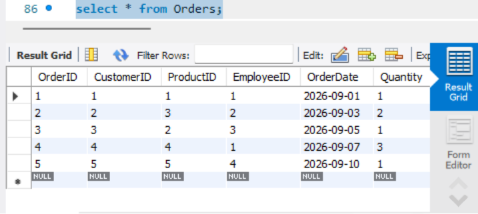 86 select * from Orders;
Result Grid Filter Rows: Edit: Exp
OrderID CustomerID ProductID EmployeeID OrderDate Quantity
1 1 1 1 2026-09-01 1
2 2 3 2 2026-09-03 2
3 3 2 3 2026-09-05 1
4 4 4 1 2026-09-07 3
5 5 5 4 2026-09-10 1
NULL NULL NULL NULL NULL NULL
Result
Grid
Form
Editor